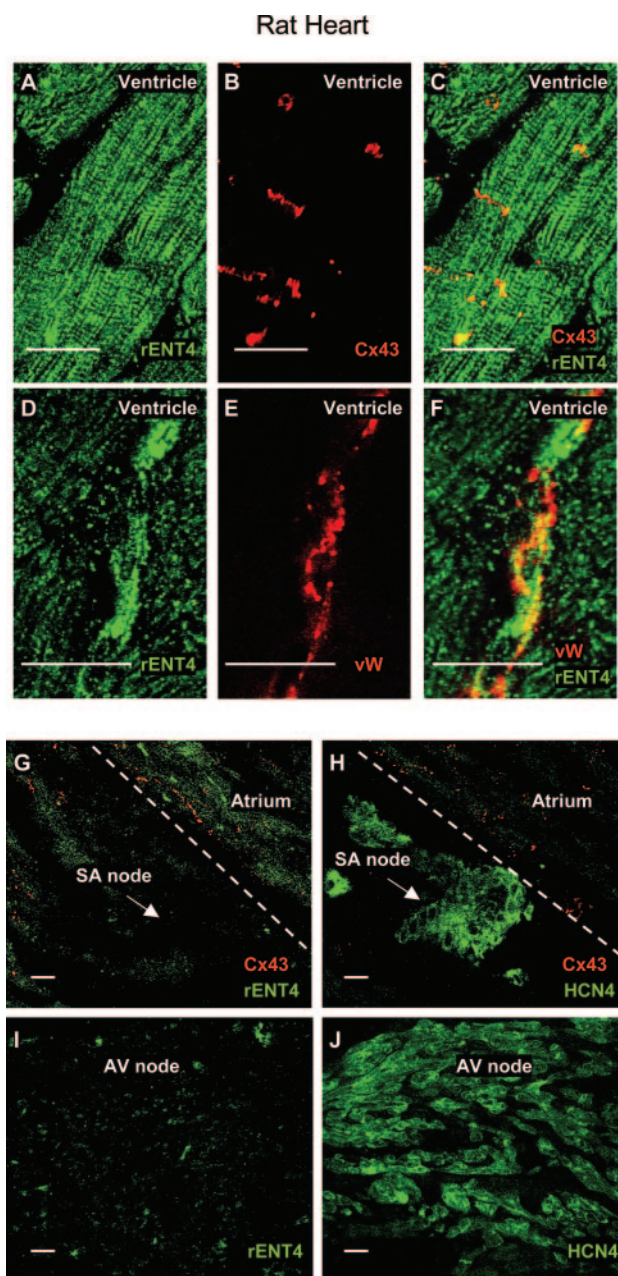 Rat Heart
A Ventricle
rENT4
B Ventricle
Cx43
C Ventricle
Cx43
rENT4
D Ventricle
rENT4
E Ventricle
vW
F Ventricle
vW
rENT4
G
Atrium
SA node
Cx43
rENT4
H
Atrium
SA node
Cx43
HCN4
I
AV node
rENT4
J
AV node
HCN4